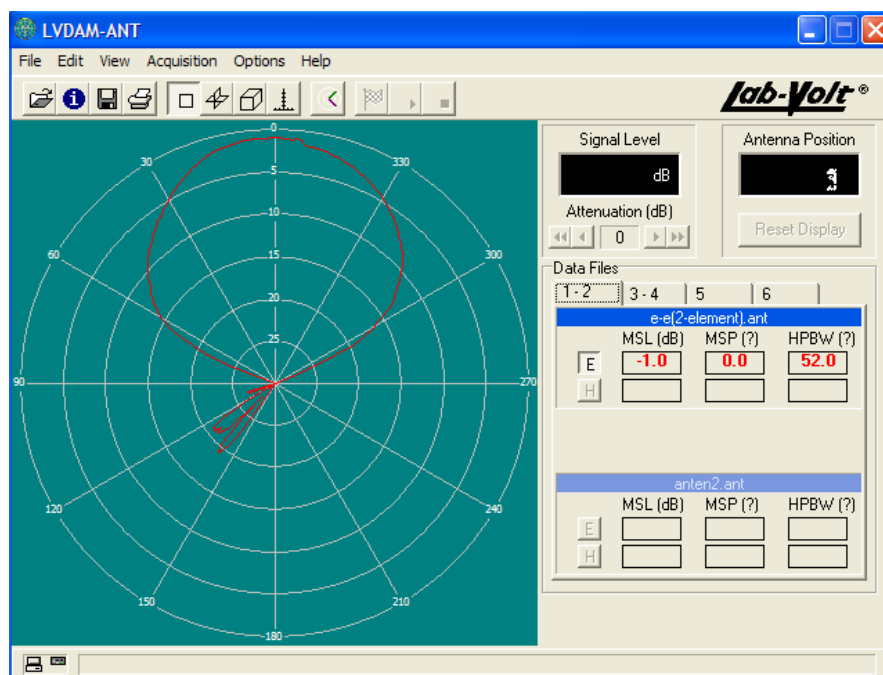 LVDAM-ANT
File Edit View Acquisition Options Help
Lab-Volt ®
0
30 330
5
10
60 300
15
20
25
90 270
120 240
150 210
-180-
Signal Level
dB
Attenuation (dB)
0
Antenna Position
Reset Display
Data Files
1 - 2 3 - 4 5 6
e-e(2-element).ant
MSL (dB) MSP (?) HPBW (?)
E -1.0 0.0 52.0
H
anten2.ant
MSL (dB) MSP (?) HPBW (?)
E
H